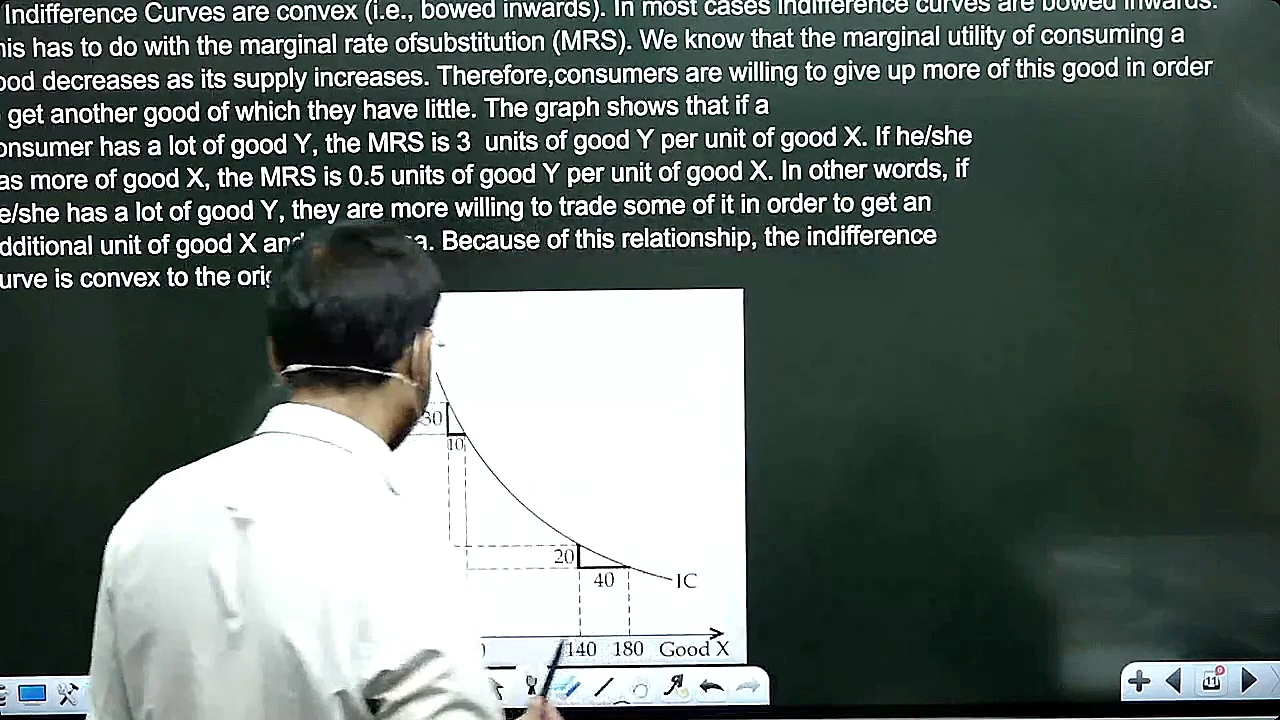 Indifference Curves are convex (i.e., bowed inwards). In most cases indifference curves are bowed inwards.
his has to do with the marginal rate ofsubstitution (MRS). We know that the marginal utility of consuming a
ood decreases as its supply increases. Therefore,consumers are willing to give up more of this good in order
get another good of which they have little. The graph shows that if a
onsumer has a lot of good Y, the MRS is 3 units of good Y per unit of good X. If he/she
as more of good X, the MRS is 0.5 units of good Y per unit of good X. In other words, if
e/she has a lot of good Y, they are more willing to trade some of it in order to get an
dditional unit of good X and a. Because of this relationship, the indifference
urve is convex to the orig
30
10
20
40
IC
140 180 Good X
11